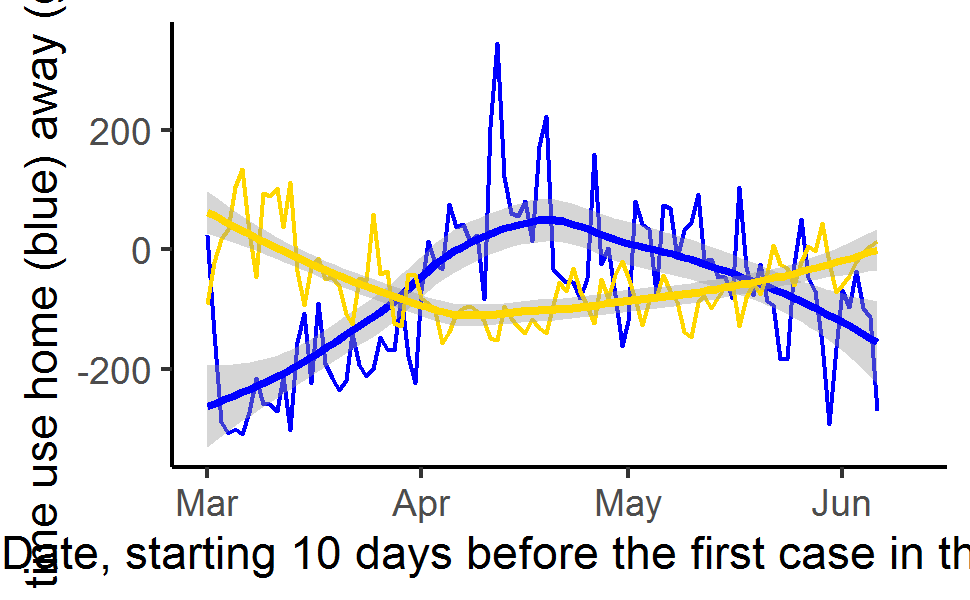 time use home (blue) away (
200
0
-200
Mar Apr May Jun
Date, starting 10 days before the first case in th